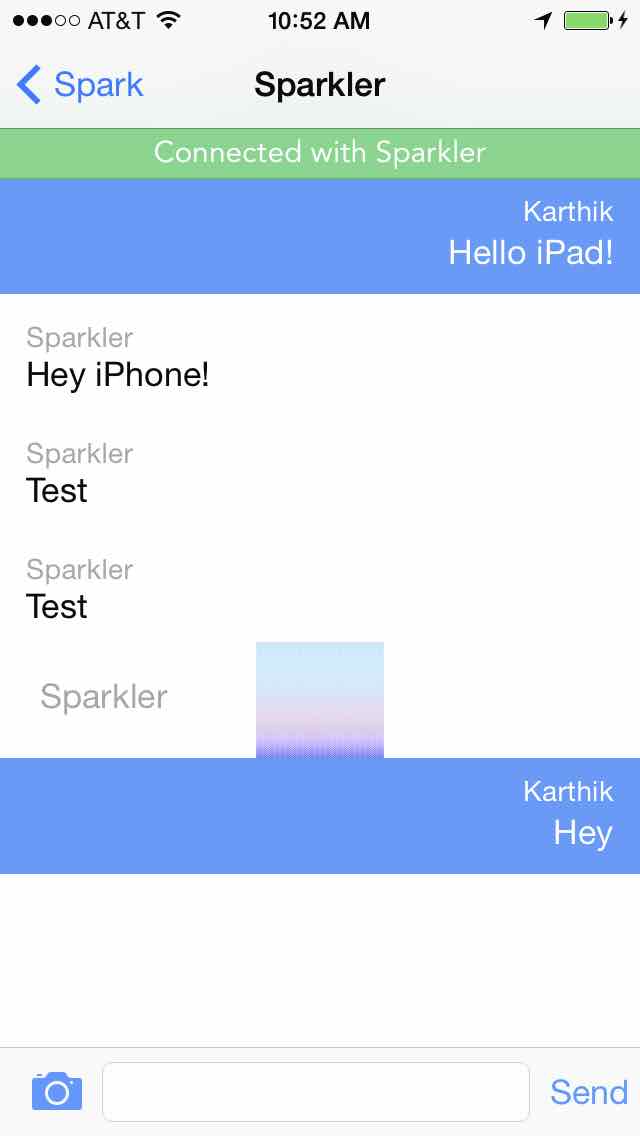 AT&T 10:52 AM
Spark Sparkler
Connected with Sparkler
Karthik
Hello iPad!
Sparkler
Hey iPhone!
Sparkler
Test
Sparkler
Test
Sparkler
Karthik
Hey
Send